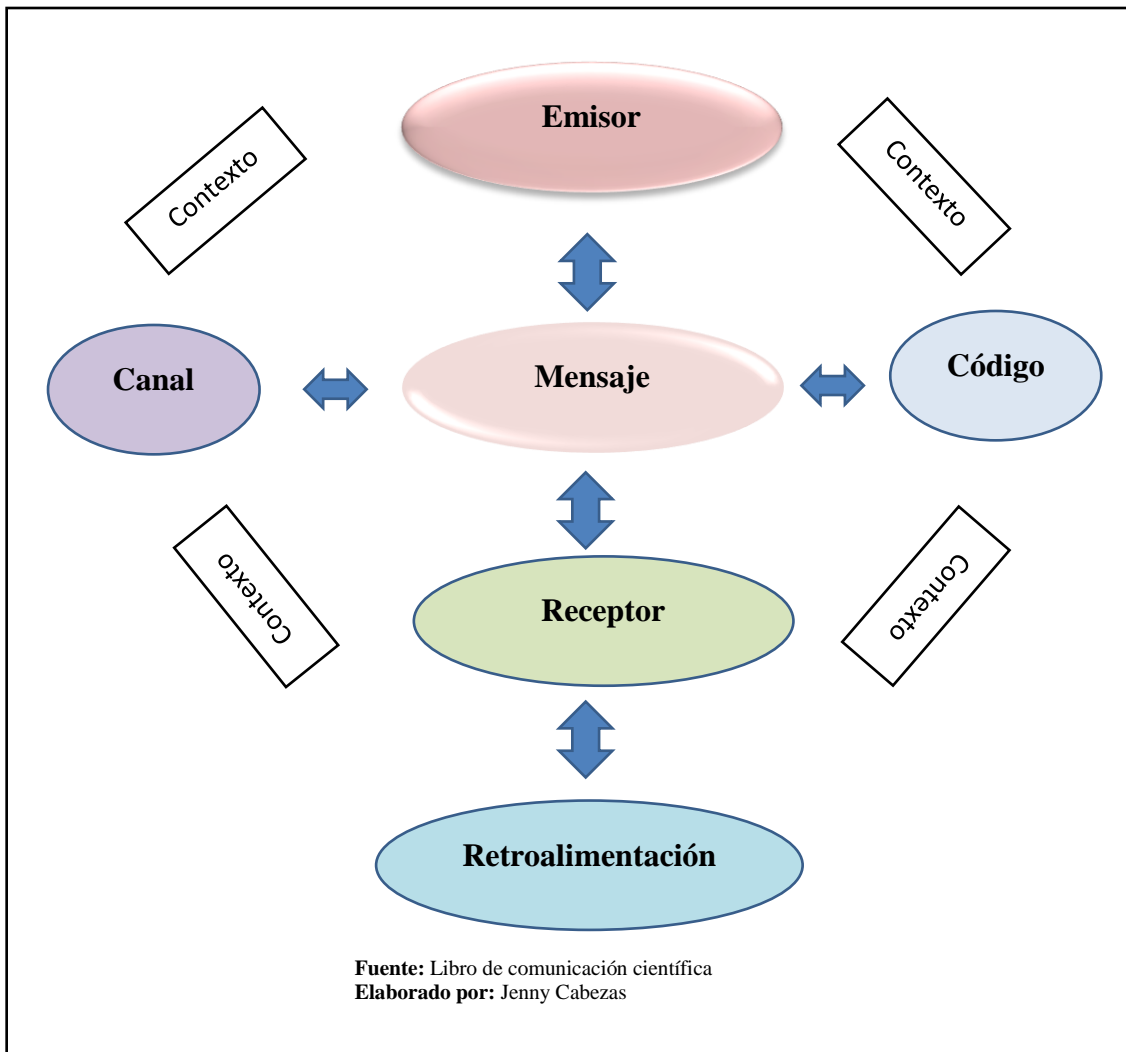 Emisor
Contexto
Contexto
Canal
Mensaje
Código
Contexto
Contexto
Receptor
Retroalimentación
Fuente: Libro de comunicación científica
Elaborado por: Jenny Cabezas